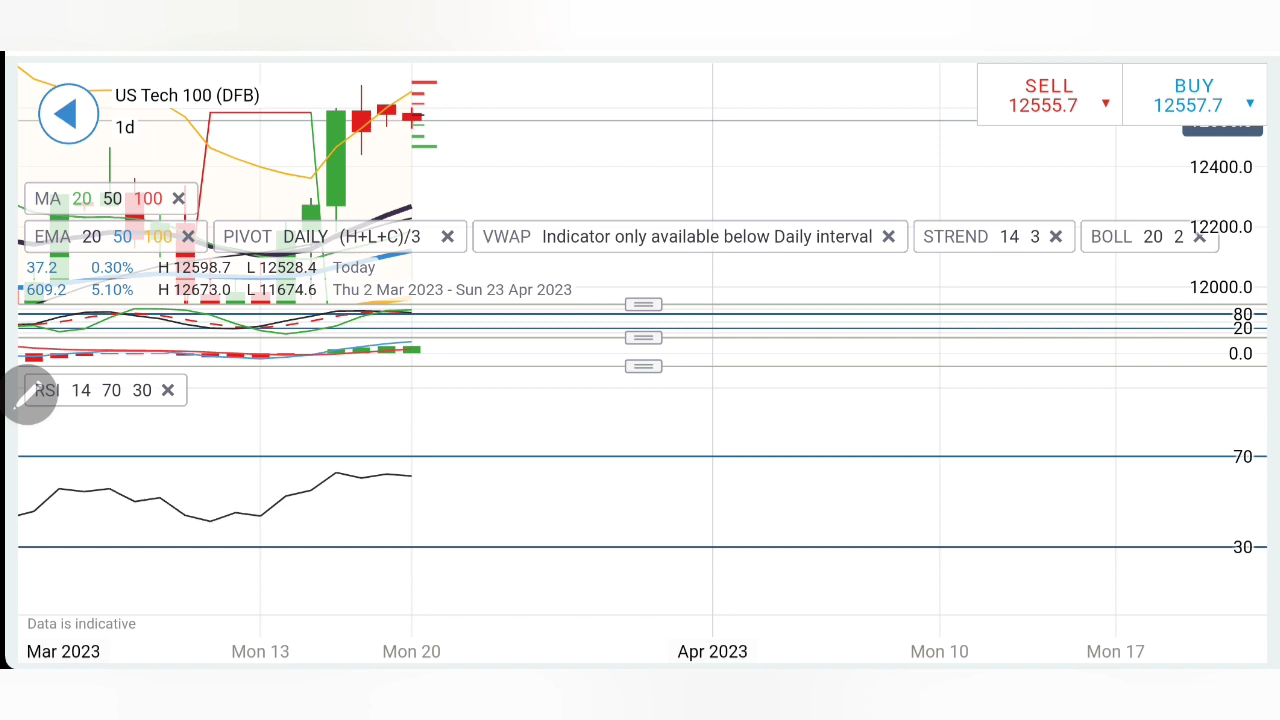 US Tech 100 (DFB)
SELL
BUY
12555.7
12557.7
1d
12400.0
MA 20 50 100
EMA 20 50 100
PIVOT DAILY (H+L+C)/3
VWAP Indicator only available below Daily interval
STREND 14 3
BOLL 20 2
12200.0
37.2 0.30% H 12598.7 L 12528.4 Today
609.2 5.10% H 12673.0 L 11674.6 Thu 2 Mar 2023 - Sun 23 Apr 2023
12000.0
80
20
0.0
RSI 14 70 30
70
30
Data is indicative
Mar 2023 Mon 13 Mon 20 Apr 2023 Mon 10 Mon 17